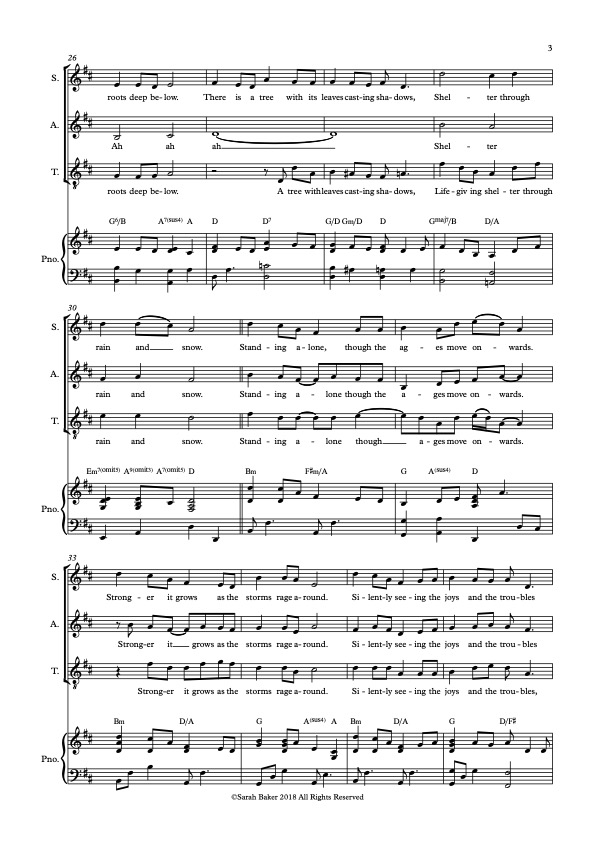 3
26
S.
roots deep be - low. There is a tree with its leaves cast-ing sha - dows, Shel - ter through
A.
Ah ah ah Shel - ter
T.
roots deep be - low. A tree with leaves cast-ing sha - dows, Life - giv ing shel - ter through
G⁶/B A⁷(sus4) A D D⁷ G/D Gm/D D Gmaj⁷/B D/A
Pno.
30
S.
rain and snow. Stand - ing a - lone, though the ag - es move on - wards.
A.
rain and snow. Stand - ing a - lone though the a - ges move on - wards.
T.
rain and snow. Stand - ing a - lone though a - ges move on - wards.
Em⁷(omit5) A⁹(omit3) A⁷(omit3) D Bm F♯m/A G A(sus4) D
Pno.
33
S.
Strong - er it grows as the storms rage a - round. Si - lent - ly see - ing the joys and the trou - bles
A.
Strong-er it grows as the storms rage a - round. Si - lent - ly see - ing the joys and the trou - bles
T.
Strong-er it grows as the storms rage a - round. Si - lent - ly see - ing the joys and the trou - bles,
Bm D/A G A(sus4) A Bm D/A G D/F♯
Pno.
©Sarah Baker 2018 All Rights Reserved